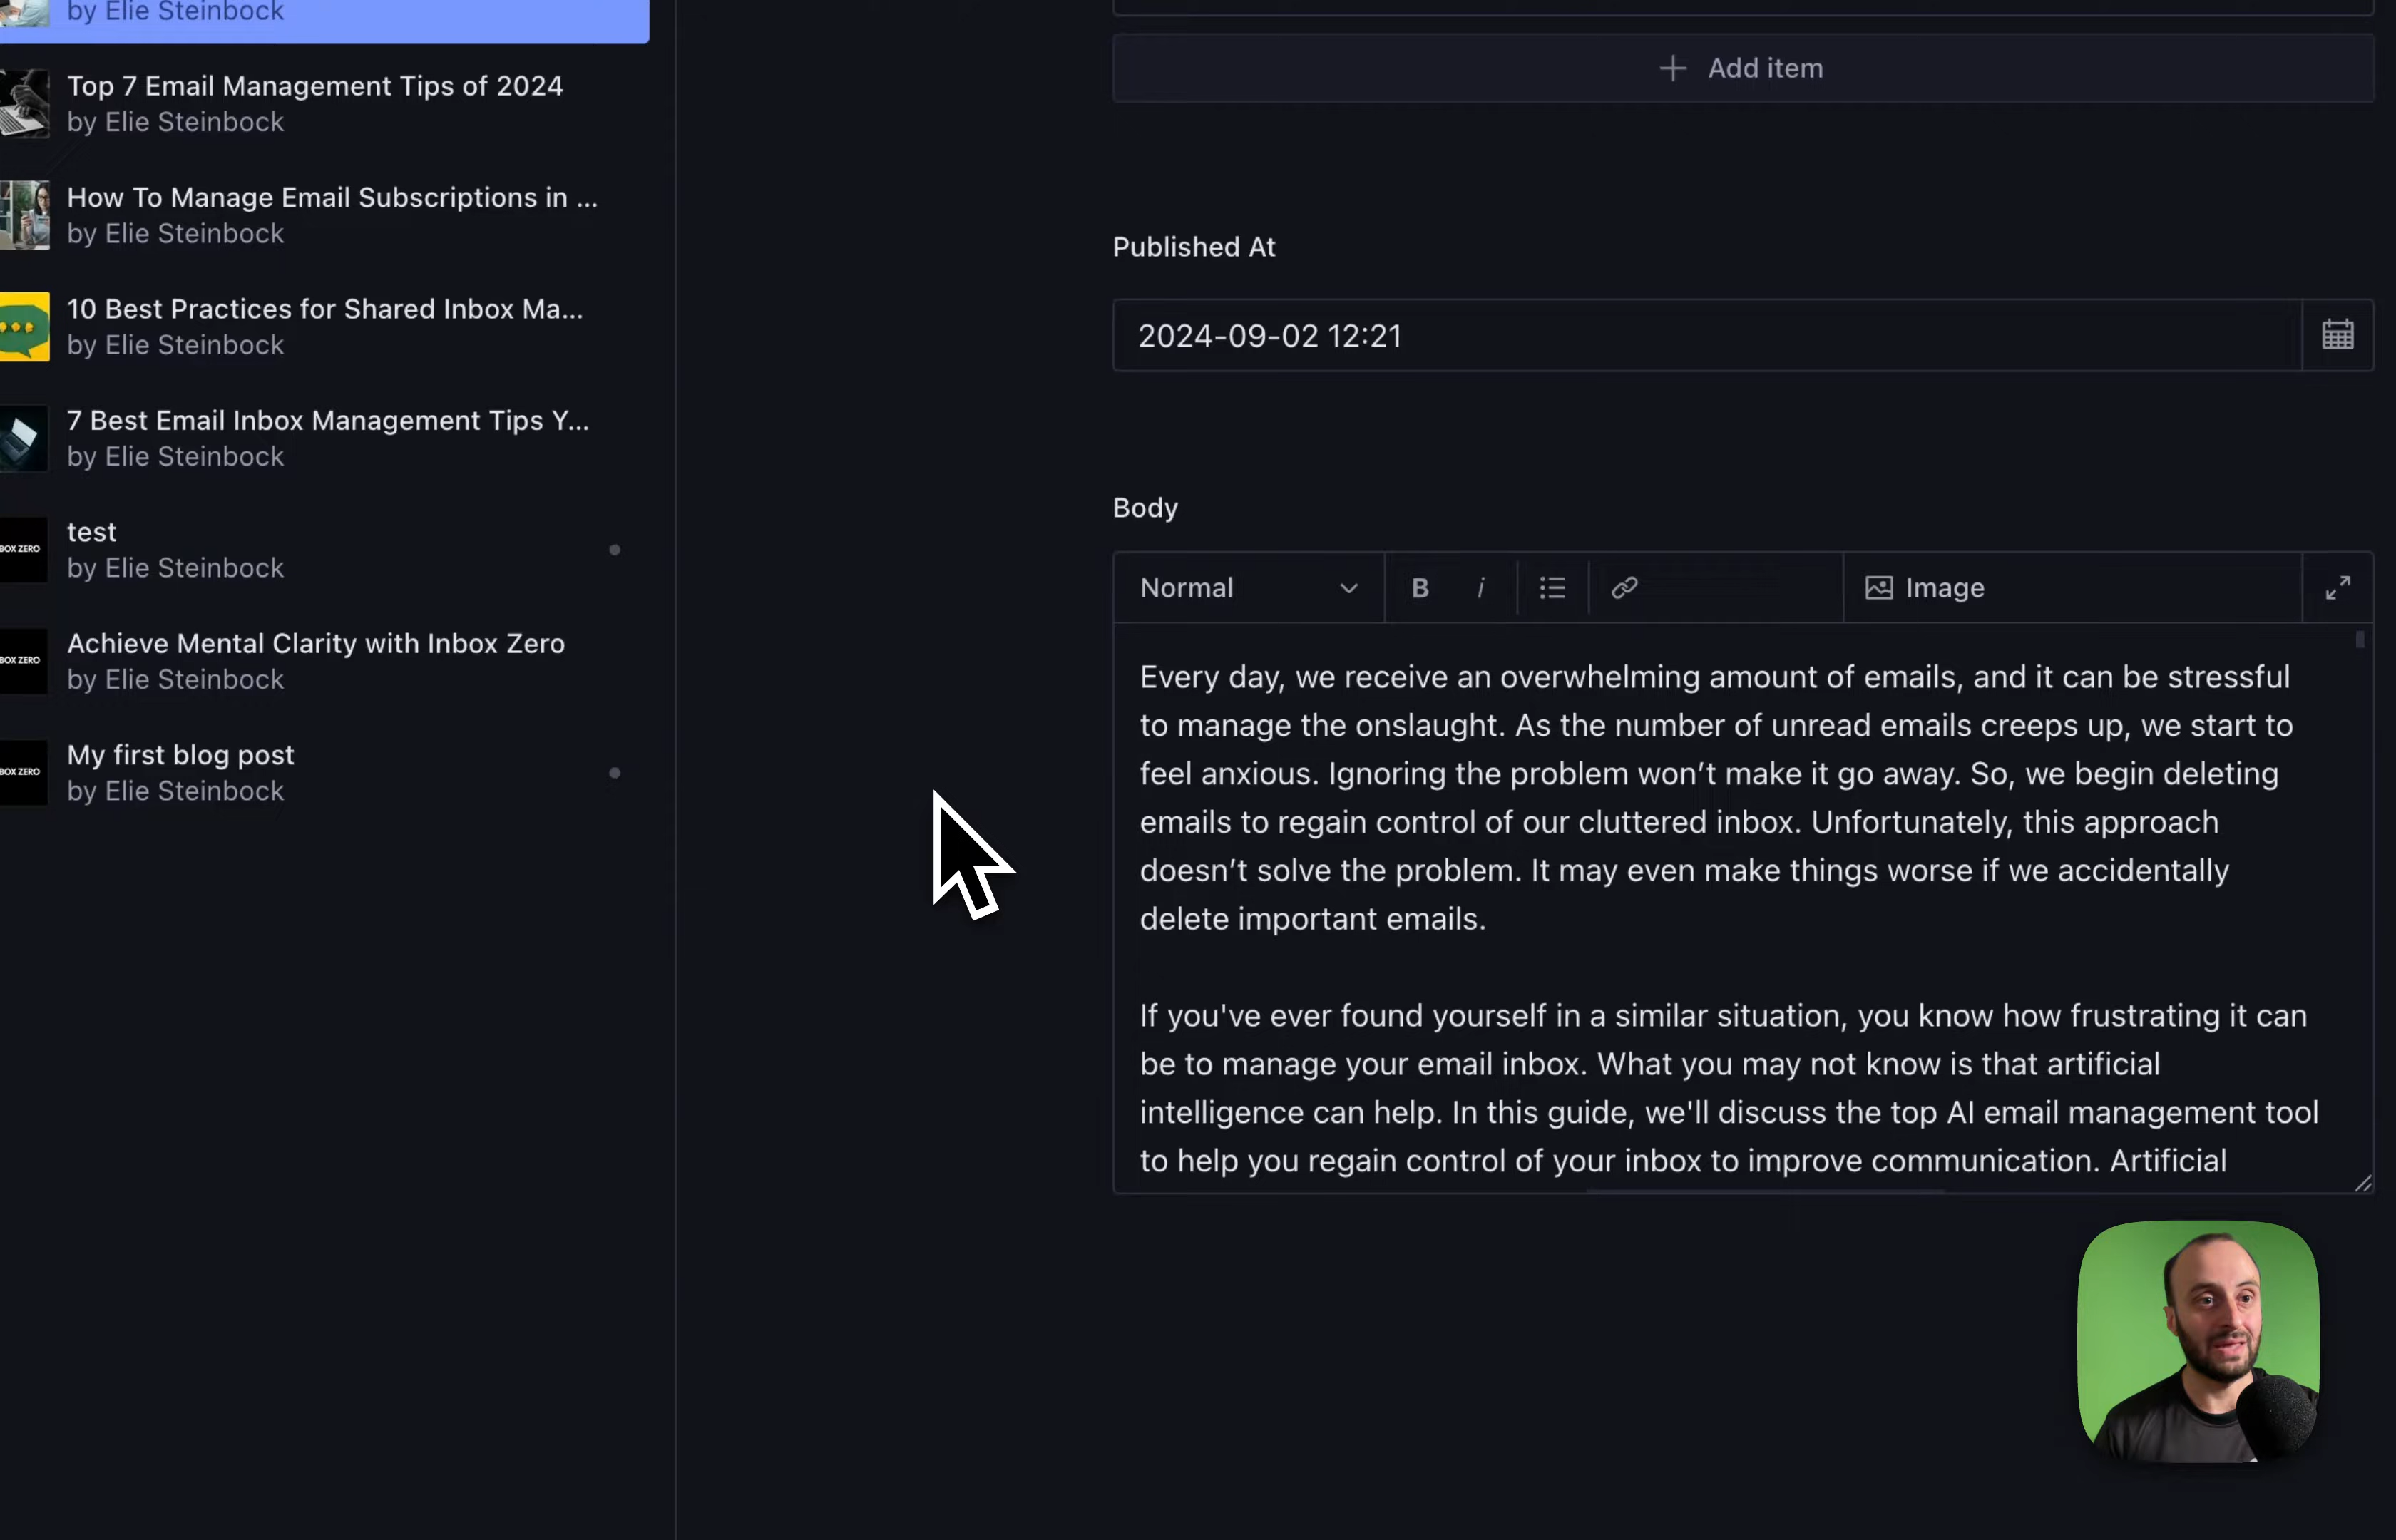 by Elie Steinbock
Top 7 Email Management Tips of 2024
by Elie Steinbock
How To Manage Email Subscriptions in ...
by Elie Steinbock
10 Best Practices for Shared Inbox Ma...
by Elie Steinbock
7 Best Email Inbox Management Tips Y...
by Elie Steinbock
BOX ZERO
test
by Elie Steinbock
BOX ZERO
Achieve Mental Clarity with Inbox Zero
by Elie Steinbock
BOX ZERO
My first blog post
by Elie Steinbock
Add item
Published At
2024-09-02 12:21
Body
Normal B i Image
Every day, we receive an overwhelming amount of emails, and it can be stressful
to manage the onslaught. As the number of unread emails creeps up, we start to
feel anxious. Ignoring the problem won’t make it go away. So, we begin deleting
emails to regain control of our cluttered inbox. Unfortunately, this approach
doesn’t solve the problem. It may even make things worse if we accidentally
delete important emails.
If you've ever found yourself in a similar situation, you know how frustrating it can
be to manage your email inbox. What you may not know is that artificial
intelligence can help. In this guide, we'll discuss the top AI email management tool
to help you regain control of your inbox to improve communication. Artificial